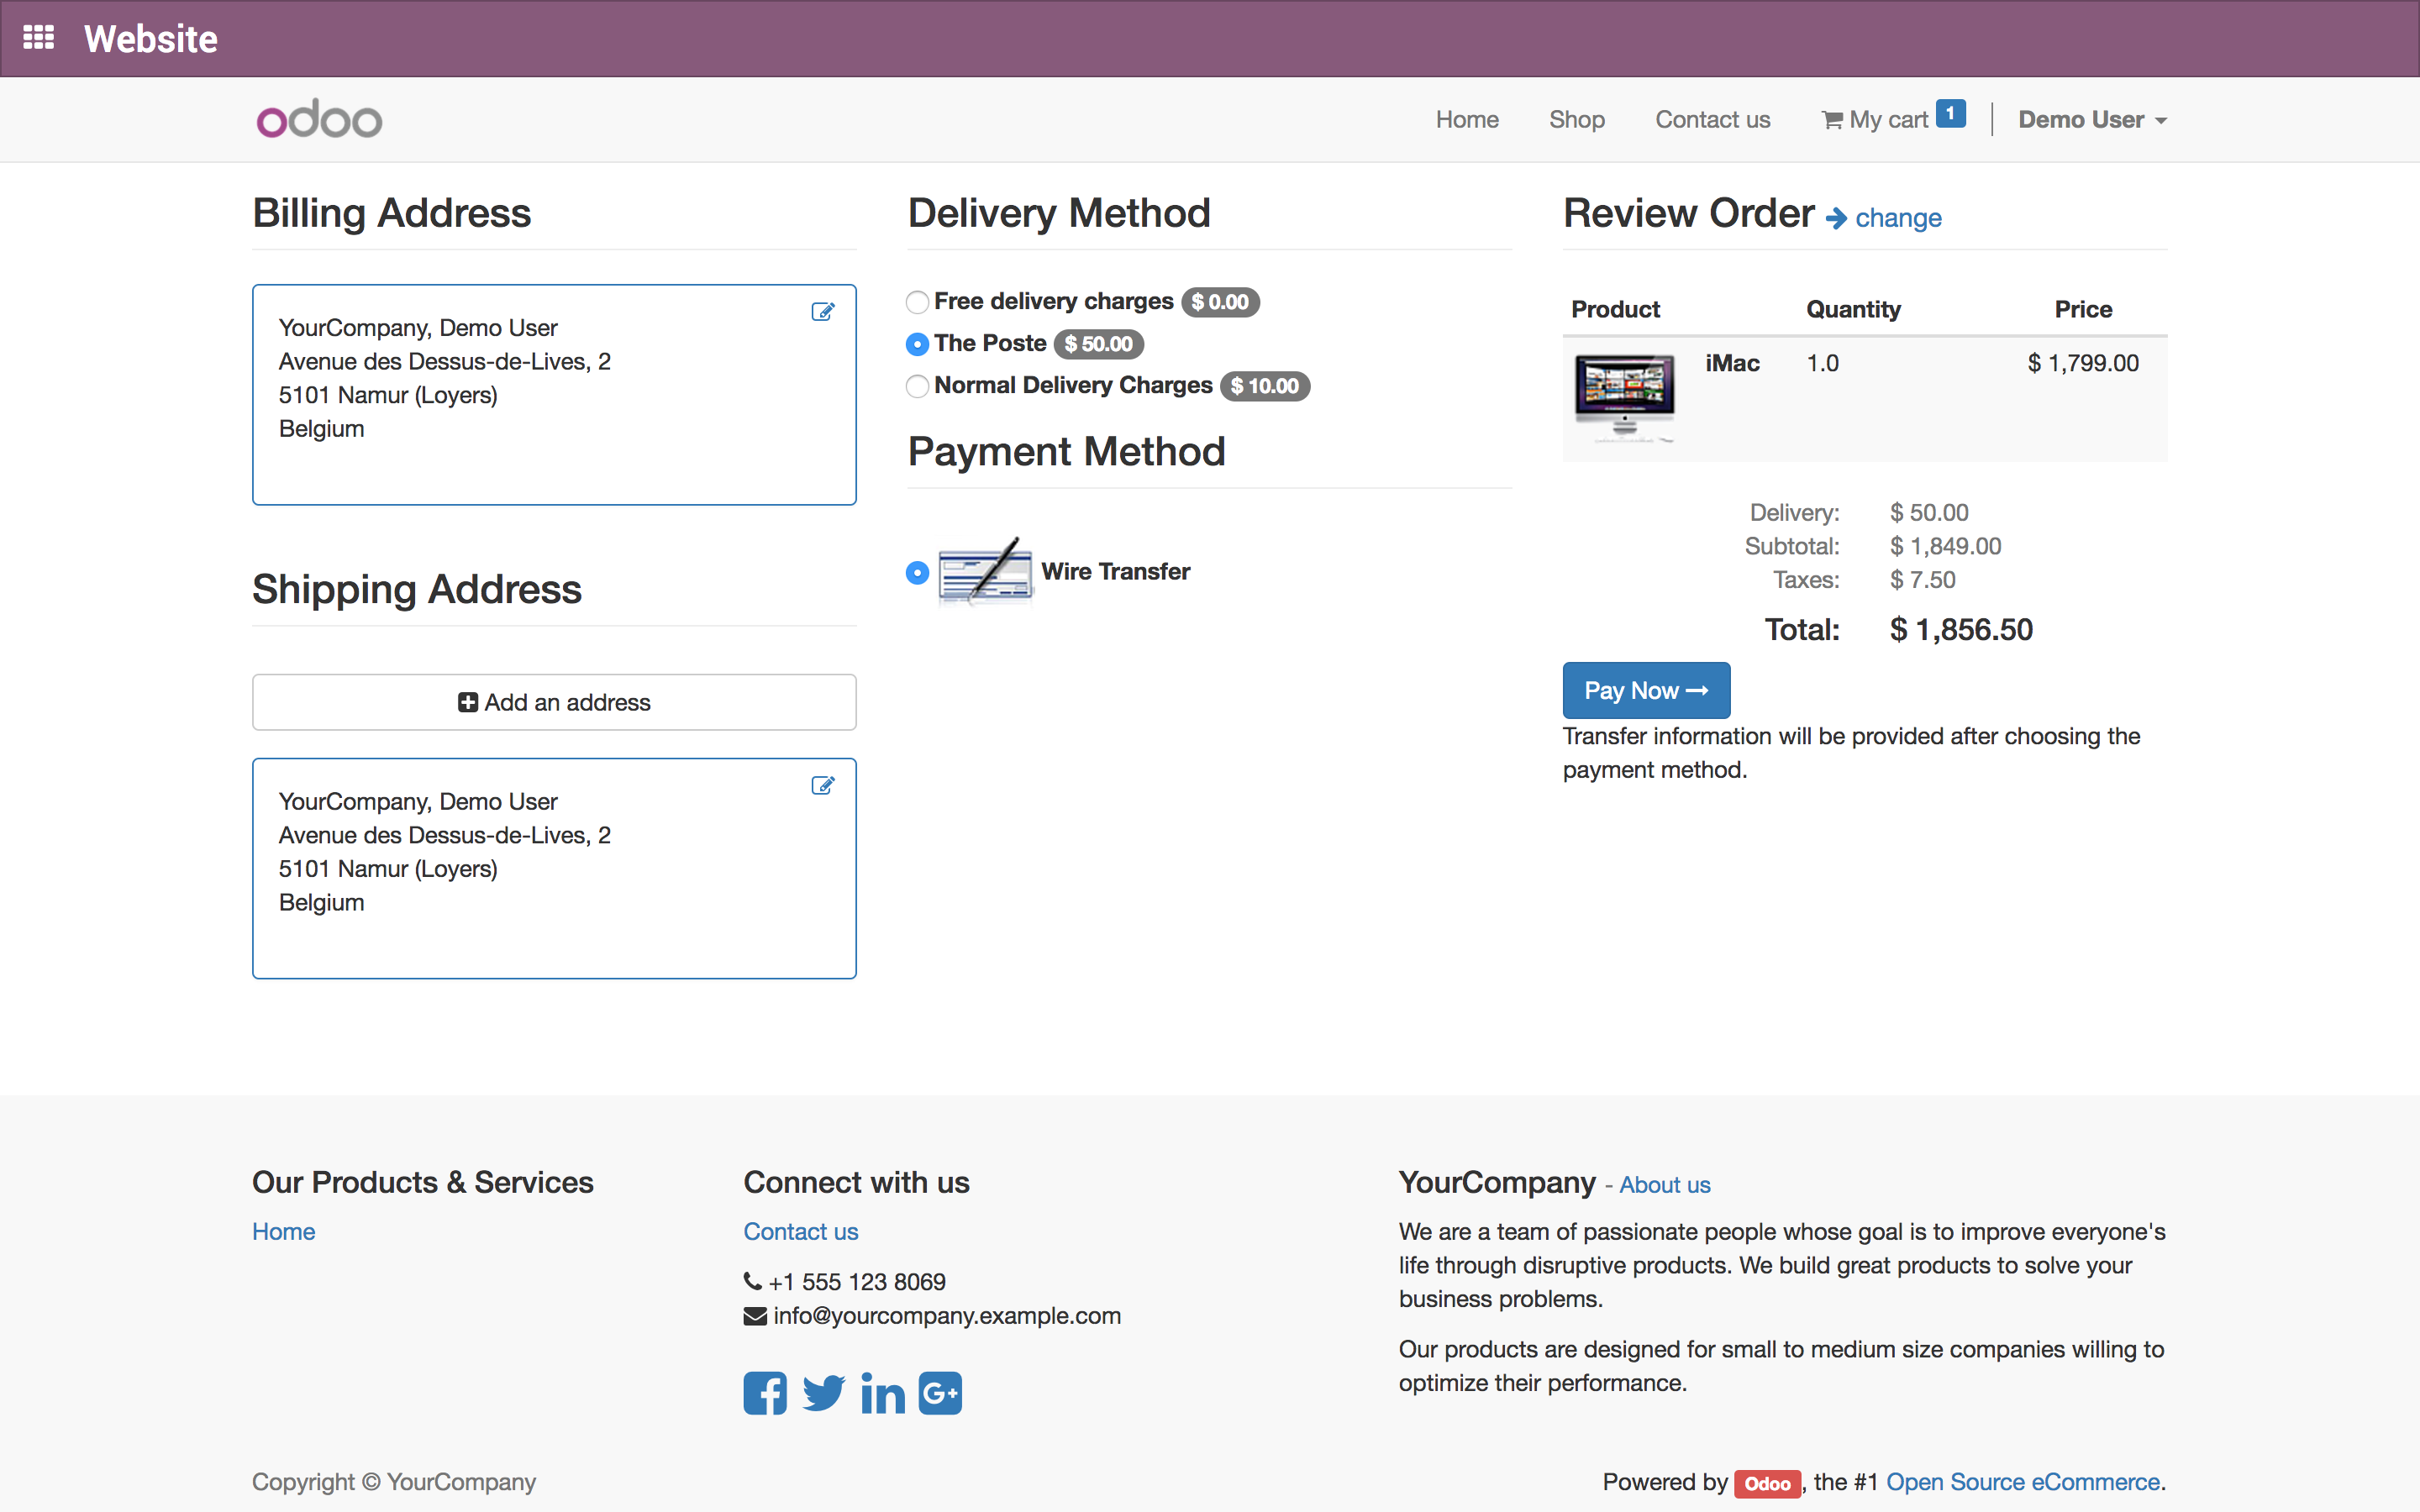 Website
odoo
Home Shop Contact us My cart 1 Demo User
Billing Address
YourCompany, Demo User
Avenue des Dessus-de-Lives, 2
5101 Namur (Loyers)
Belgium
Shipping Address
Add an address
YourCompany, Demo User
Avenue des Dessus-de-Lives, 2
5101 Namur (Loyers)
Belgium
Delivery Method
Free delivery charges $ 0.00
The Poste $ 50.00
Normal Delivery Charges $ 10.00
Payment Method
Wire Transfer
Review Order change
Product Quantity Price
iMac 1.0 $ 1,799.00
Delivery: $ 50.00
Subtotal: $ 1,849.00
Taxes: $ 7.50
Total: $ 1,856.50
Pay Now
Transfer information will be provided after choosing the
payment method.
Our Products & Services
Home
Connect with us
Contact us
+1 555 123 8069
info@yourcompany.example.com
YourCompany - About us
We are a team of passionate people whose goal is to improve everyone's
life through disruptive products. We build great products to solve your
business problems.
Our products are designed for small to medium size companies willing to
optimize their performance.
Copyright © YourCompany
Powered by Odoo, the #1 Open Source eCommerce.